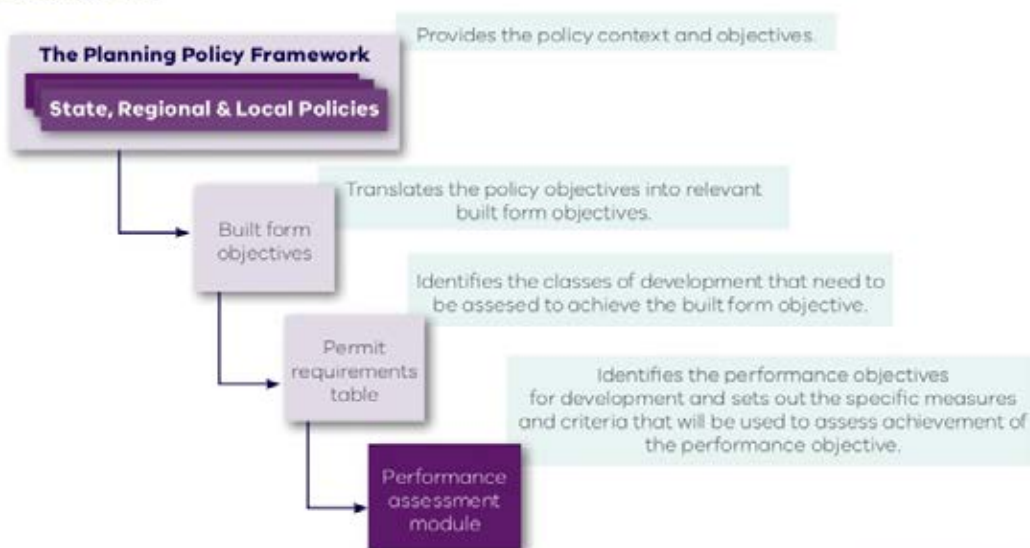 Provides the policy context and objectives.
The Planning Policy Framework
State, Regional & Local Policies
Translates the policy objectives into relevant
built form objectives.
Built form
objectives
Identifies the classes of development that need to
be assesed to achieve the built form objective.
Permit
requirements
table
Identifies the performance objectives
for development and sets out the specific measures
and criteria that will be used to assess achievement of
the performance objective.
Performance
assessment
module